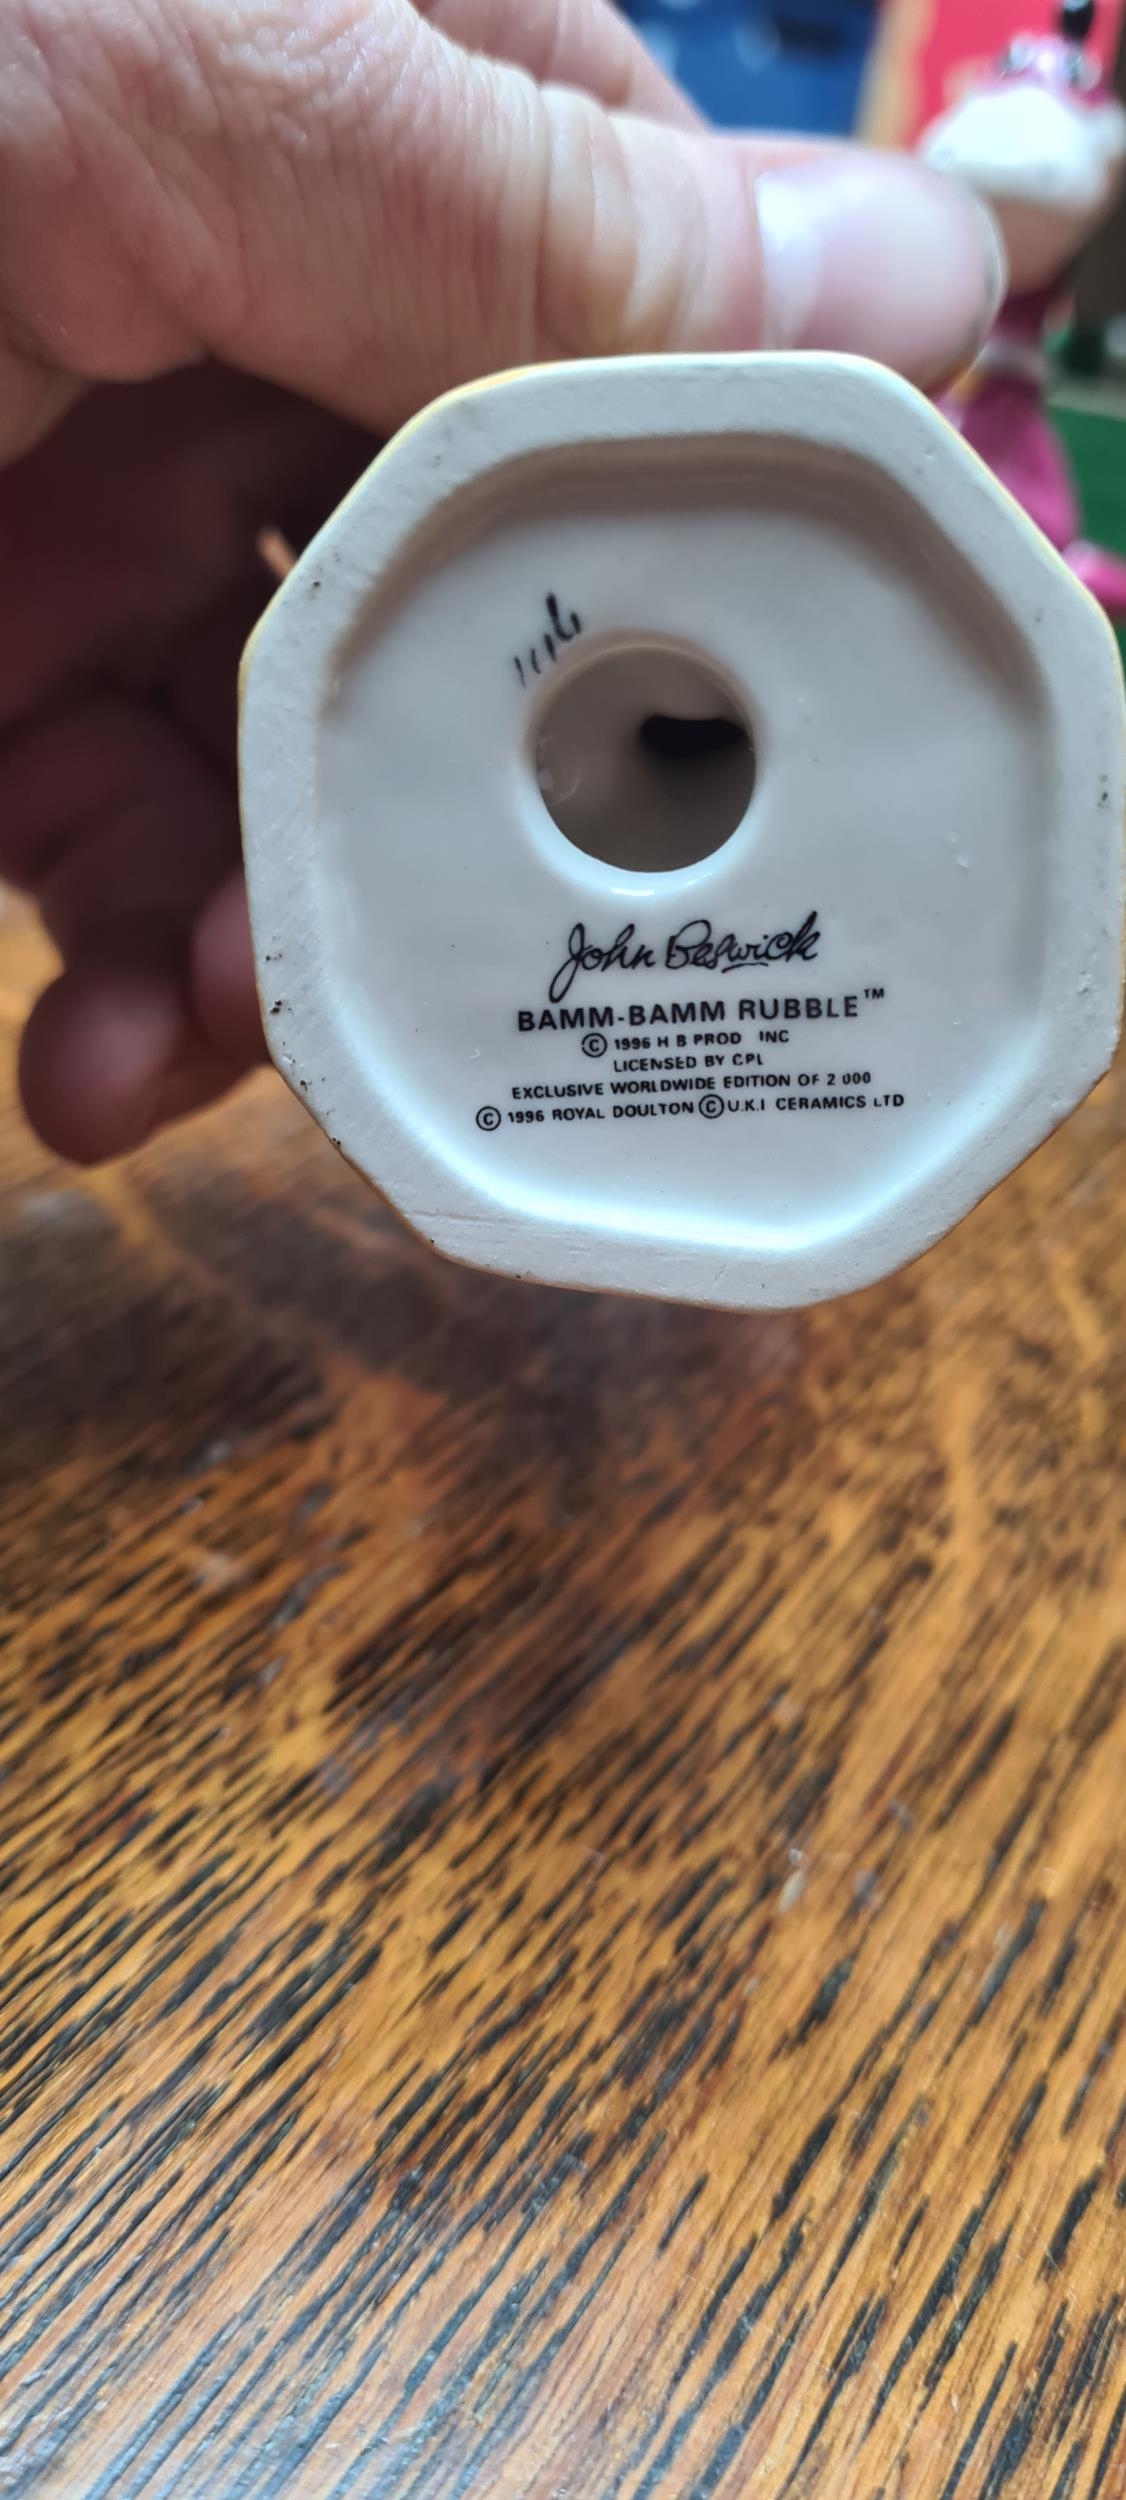 John Beswick
BAMM-BAMM RUBBLE™
© 1996 H B PROD INC
LICENSED BY CPL
EXCLUSIVE WORLDWIDE EDITION OF 2 000
© 1996 ROYAL DOULTON © U.K.I CERAMICS LTD